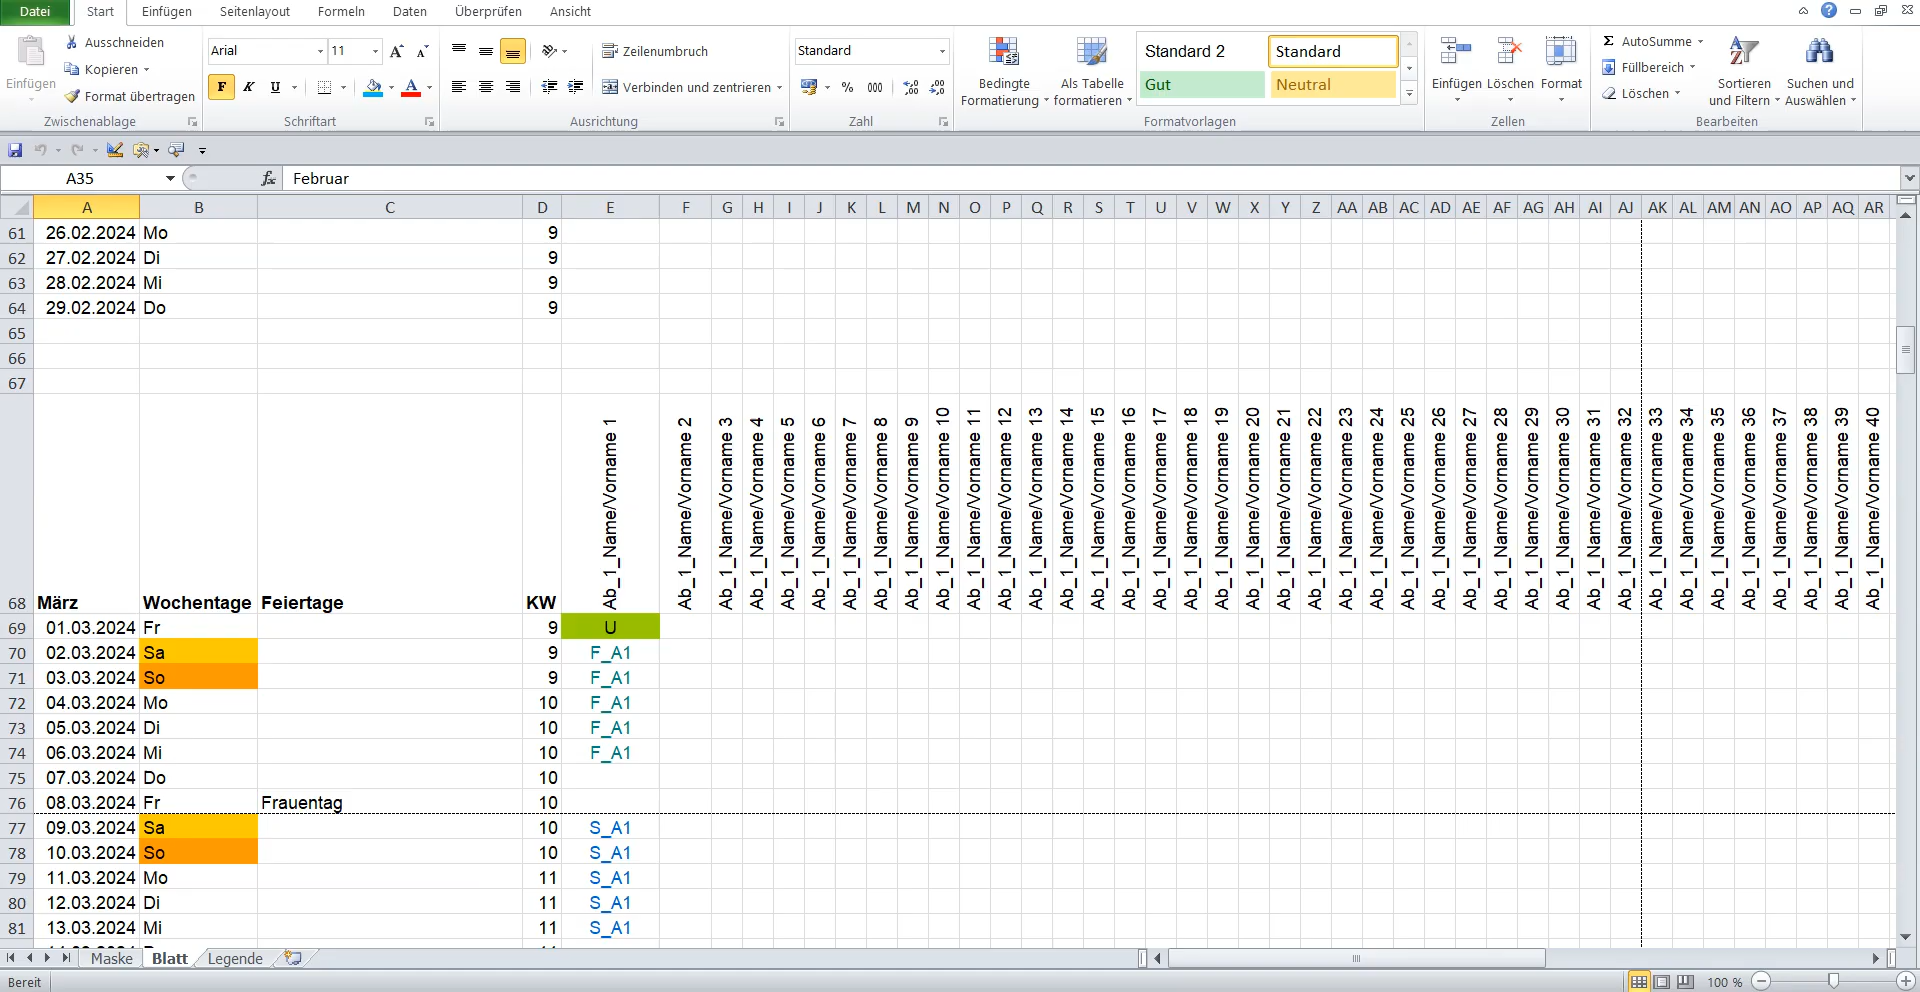 Datei Start Einfügen Seitenlayout Formeln Daten Überprüfen Ansicht
Einfügen
Ausschneiden
Kopieren
Format übertragen
Zwischenablage
Arial 11
F K U A
Schriftart
Zeilenumbruch
Verbinden und zentrieren
Ausrichtung
Standard
% 000
Zahl
Bedingte Formatierung
Als Tabelle formatieren
Standard 2 Standard
Gut Neutral
Formatvorlagen
Einfügen Löschen Format
Zellen
Σ AutoSumme
Füllbereich
Löschen
Sortieren und Filtern
Suchen und Auswählen
Bearbeiten
A35 fx Februar
A B C D E F G H I J K L M N O P Q R S T U V W X Y Z AA AB AC AD AE AF AG AH AI AJ AK AL AM AN AO AP AQ AR
61 26.02.2024 Mo 9
62 27.02.2024 Di 9
63 28.02.2024 Mi 9
64 29.02.2024 Do 9
65
66
67
68 März Wochentage Feiertage KW
Ab_1_Name/Vorname 1
Ab_1_Name/Vorname 2
Ab_1_Name/Vorname 3
Ab_1_Name/Vorname 4
Ab_1_Name/Vorname 5
Ab_1_Name/Vorname 6
Ab_1_Name/Vorname 7
Ab_1_Name/Vorname 8
Ab_1_Name/Vorname 9
Ab_1_Name/Vorname 10
Ab_1_Name/Vorname 11
Ab_1_Name/Vorname 12
Ab_1_Name/Vorname 13
Ab_1_Name/Vorname 14
Ab_1_Name/Vorname 15
Ab_1_Name/Vorname 16
Ab_1_Name/Vorname 17
Ab_1_Name/Vorname 18
Ab_1_Name/Vorname 19
Ab_1_Name/Vorname 20
Ab_1_Name/Vorname 21
Ab_1_Name/Vorname 22
Ab_1_Name/Vorname 23
Ab_1_Name/Vorname 24
Ab_1_Name/Vorname 25
Ab_1_Name/Vorname 26
Ab_1_Name/Vorname 27
Ab_1_Name/Vorname 28
Ab_1_Name/Vorname 29
Ab_1_Name/Vorname 30
Ab_1_Name/Vorname 31
Ab_1_Name/Vorname 32
Ab_1_Name/Vorname 33
Ab_1_Name/Vorname 34
Ab_1_Name/Vorname 35
Ab_1_Name/Vorname 36
Ab_1_Name/Vorname 37
Ab_1_Name/Vorname 38
Ab_1_Name/Vorname 39
Ab_1_Name/Vorname 40
69 01.03.2024 Fr 9 U
70 02.03.2024 Sa 9 F_A1
71 03.03.2024 So 9 F_A1
72 04.03.2024 Mo 10 F_A1
73 05.03.2024 Di 10 F_A1
74 06.03.2024 Mi 10 F_A1
75 07.03.2024 Do 10
76 08.03.2024 Fr Frauentag 10
77 09.03.2024 Sa 10 S_A1
78 10.03.2024 So 10 S_A1
79 11.03.2024 Mo 11 S_A1
80 12.03.2024 Di 11 S_A1
81 13.03.2024 Mi 11 S_A1
Maske Blatt Legende
Bereit 100 %